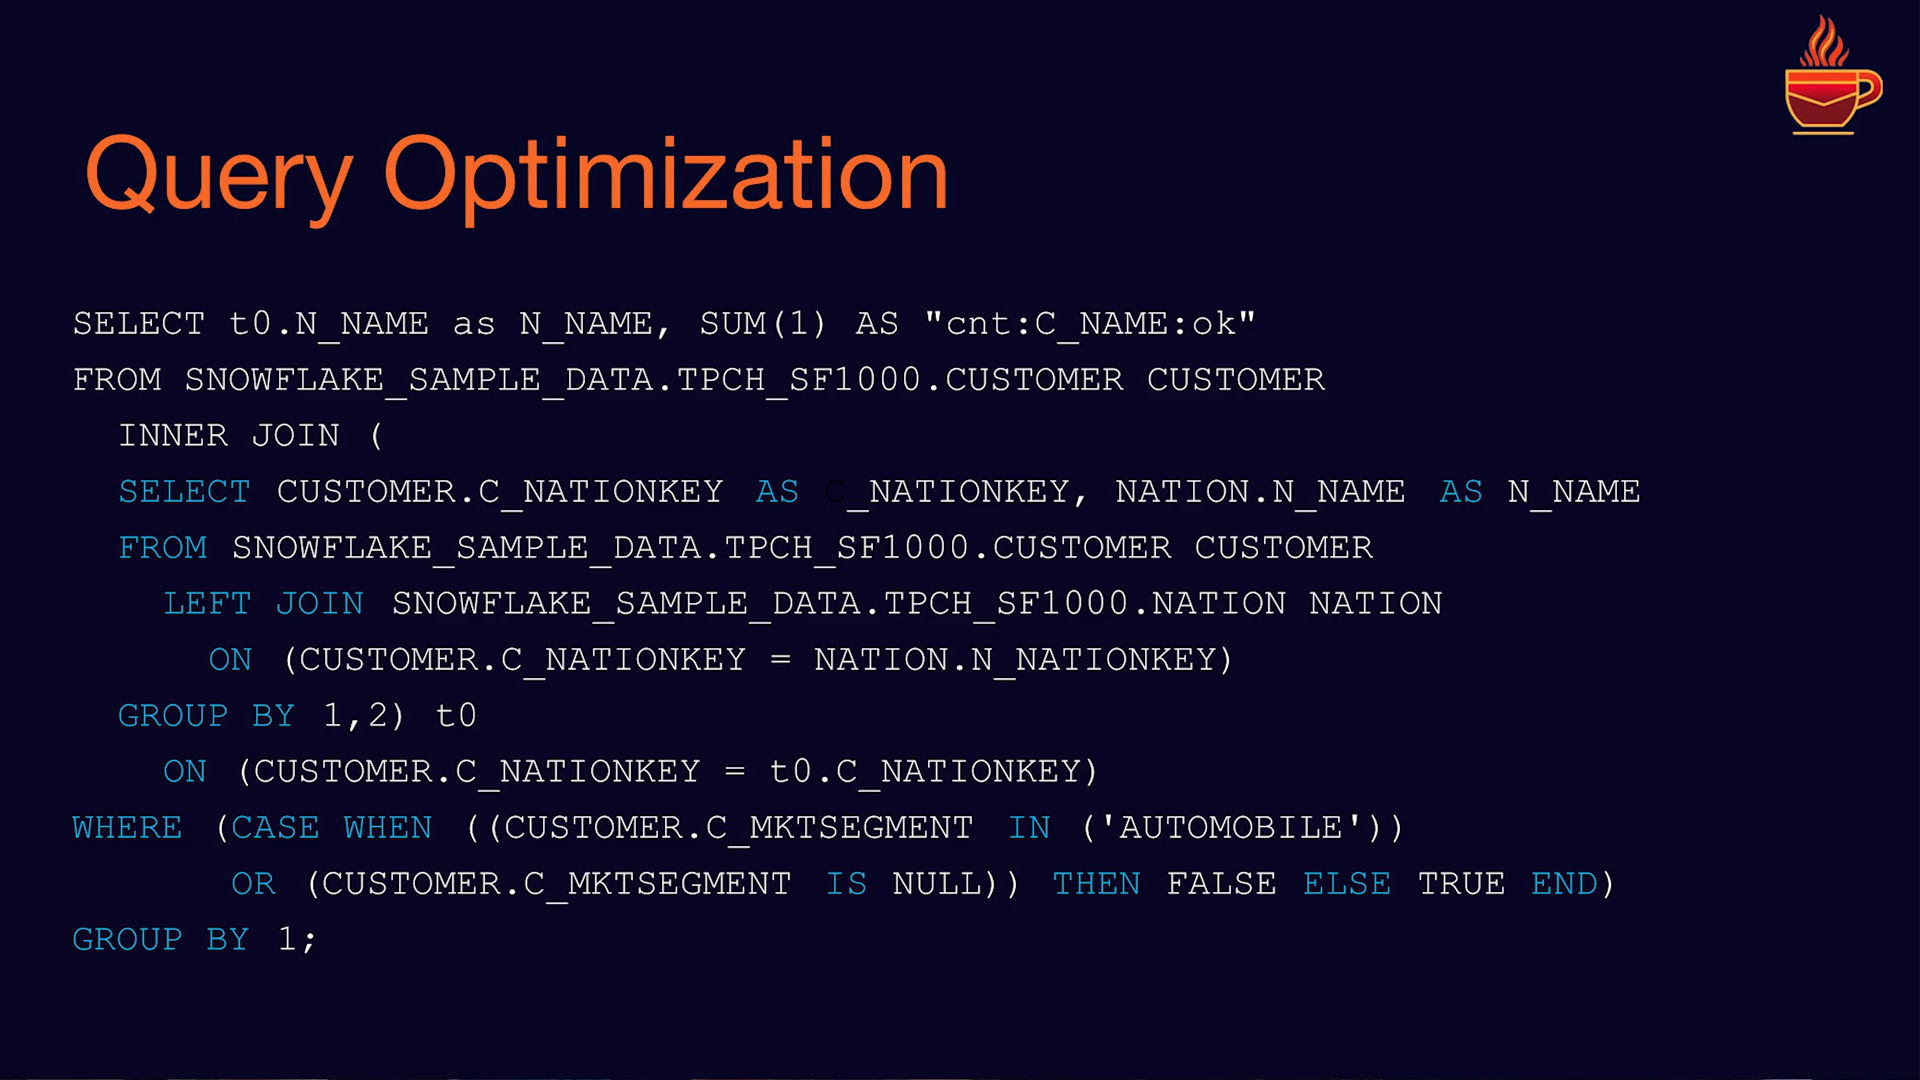 Query Optimization
SELECT t0.N_NAME as N_NAME, SUM(1) AS "cnt:C_NAME:ok"
FROM SNOWFLAKE_SAMPLE_DATA.TPCH_SF1000.CUSTOMER CUSTOMER
INNER JOIN (
SELECT CUSTOMER.C_NATIONKEY AS C_NATIONKEY, NATION.N_NAME AS N_NAME
FROM SNOWFLAKE_SAMPLE_DATA.TPCH_SF1000.CUSTOMER CUSTOMER
LEFT JOIN SNOWFLAKE_SAMPLE_DATA.TPCH_SF1000.NATION NATION
ON (CUSTOMER.C_NATIONKEY = NATION.N_NATIONKEY)
GROUP BY 1,2) t0
ON (CUSTOMER.C_NATIONKEY = t0.C_NATIONKEY)
WHERE (CASE WHEN ((CUSTOMER.C_MKTSEGMENT IN ('AUTOMOBILE'))
OR (CUSTOMER.C_MKTSEGMENT IS NULL)) THEN FALSE ELSE TRUE END)
GROUP BY 1;